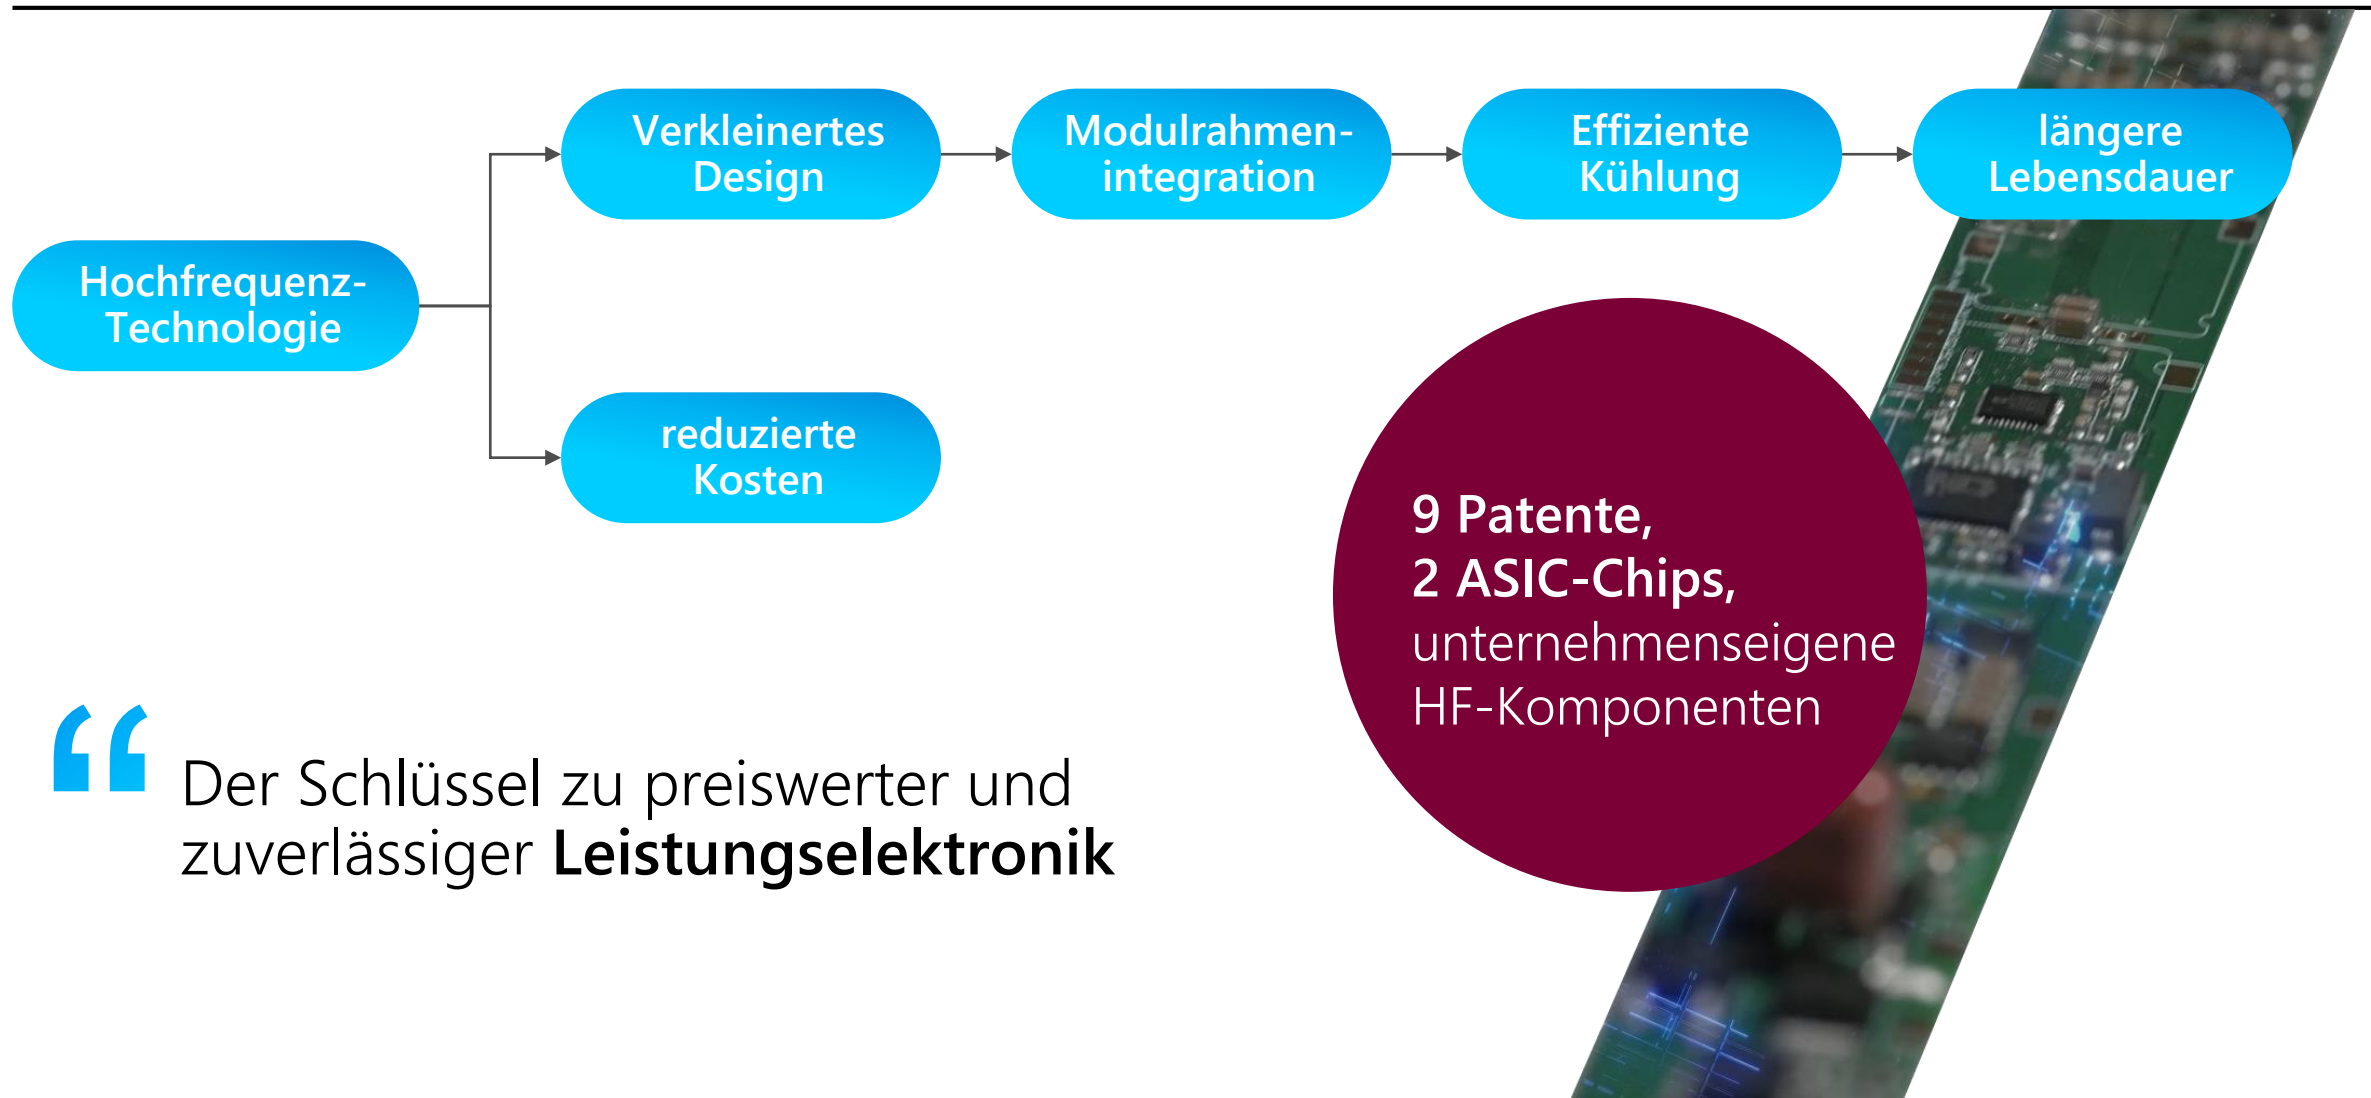 Verkleinertes
Design
Modulrahmen-
integration
Effiziente
Kühlung
längere
Lebensdauer
Hochfrequenz-
Technologie
reduzierte
Kosten
9 Patente,
2 ASIC-Chips,
unternehmenseigene
HF-Komponenten
“
Der Schlüssel zu preiswerter und
zuverlässiger Leistungselektronik